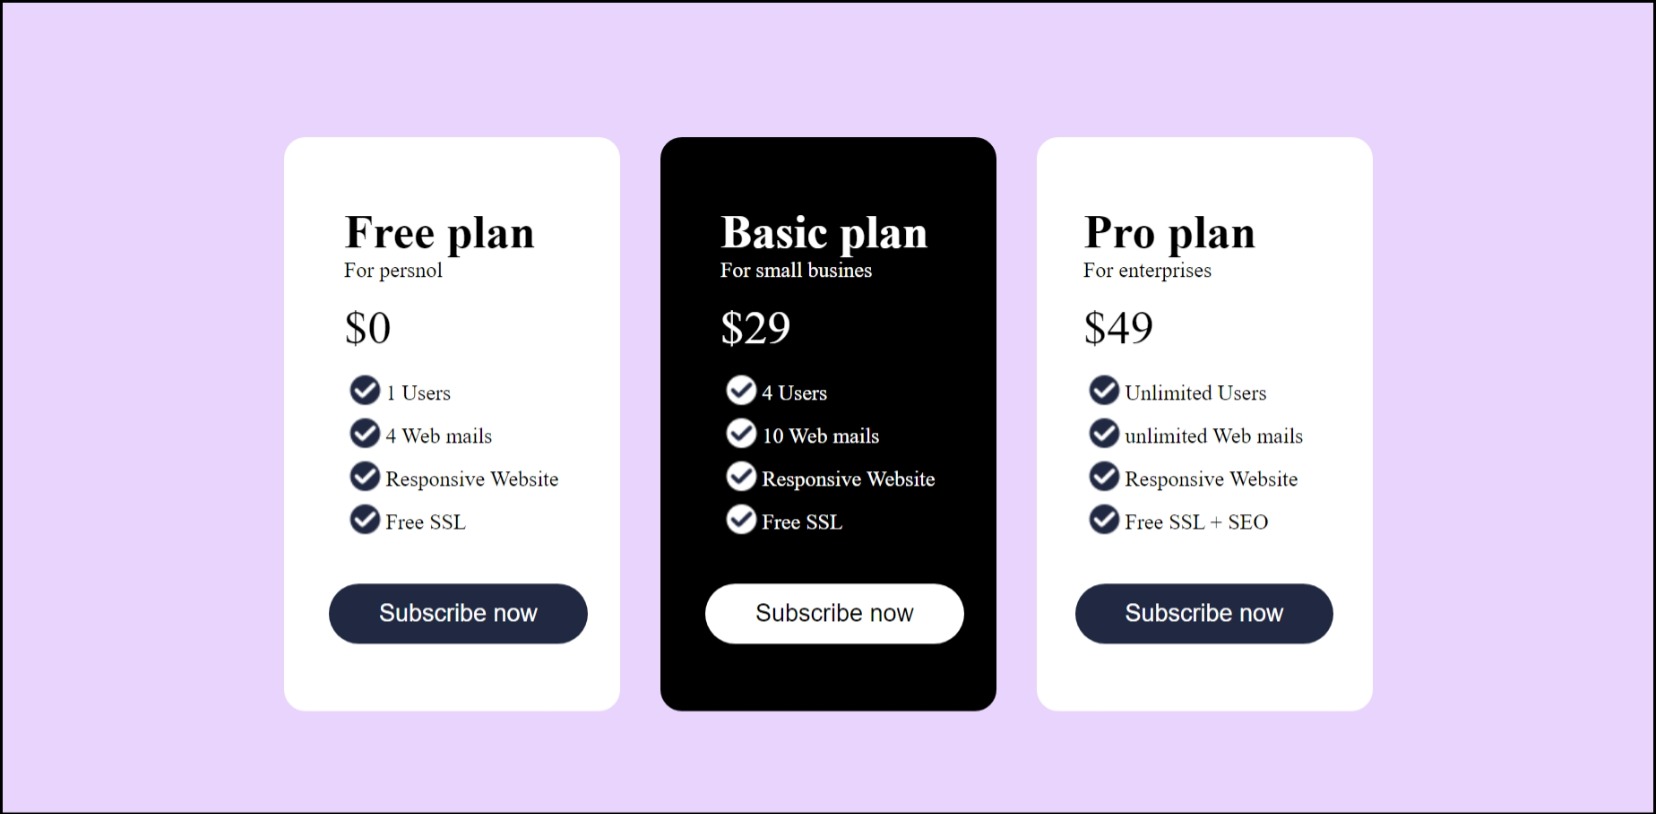 Free plan
For persnol
$0
1 Users
4 Web mails
Responsive Website
Free SSL
Subscribe now
Basic plan
For small busines
$29
4 Users
10 Web mails
Responsive Website
Free SSL
Subscribe now
Pro plan
For enterprises
$49
Unlimited Users
unlimited Web mails
Responsive Website
Free SSL + SEO
Subscribe now